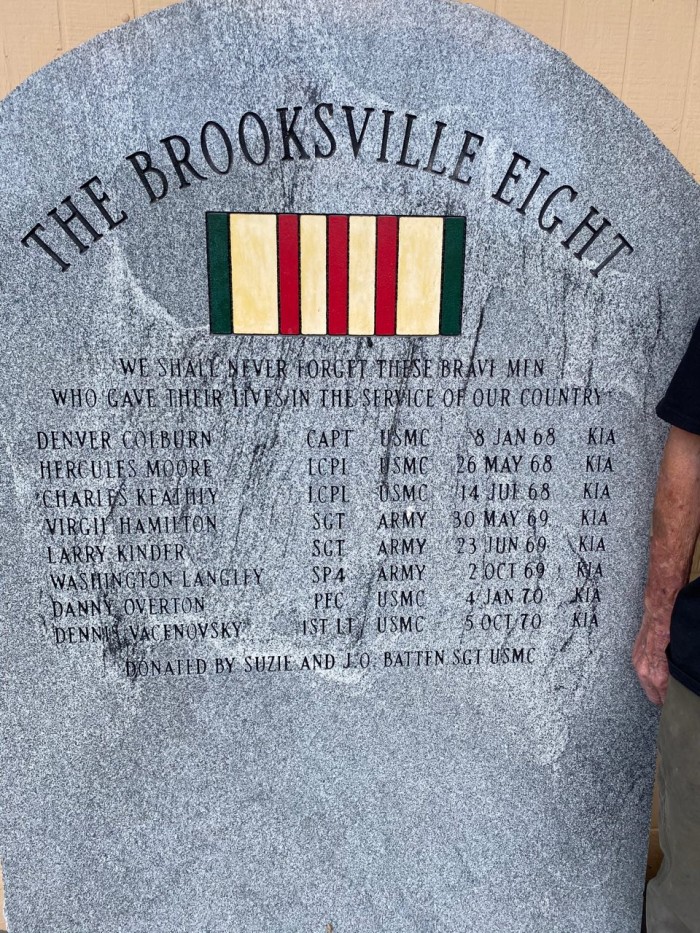 THE BROOKSVILLE EIGHT
WE SHALL NEVER FORGET THESE BRAVE MEN
WHO GAVE THEIR LIVES IN THE SERVICE OF OUR COUNTRY
DENVER COLBURN CAPT USMC 8 JAN 68 KIA
HERCULES MOORE LCPL USMC 26 MAY 68 KIA
CHARLES KEATHLY LCPL USMC 14 JUL 68 KIA
VIRGIL HAMILTON SGT ARMY 30 MAY 69 KIA
LARRY KINDER SGT ARMY 23 JUN 69 KIA
WASHINGTON LANGLEY SP4 ARMY 2 OCT 69 KIA
DANNY OVERTON PFC USMC 4 JAN 70 KIA
DENNIS VACENOVSKY 1ST LT USMC 5 OCT 70 KIA
DONATED BY SUZIE AND J.O. BATTEN SGT USMC